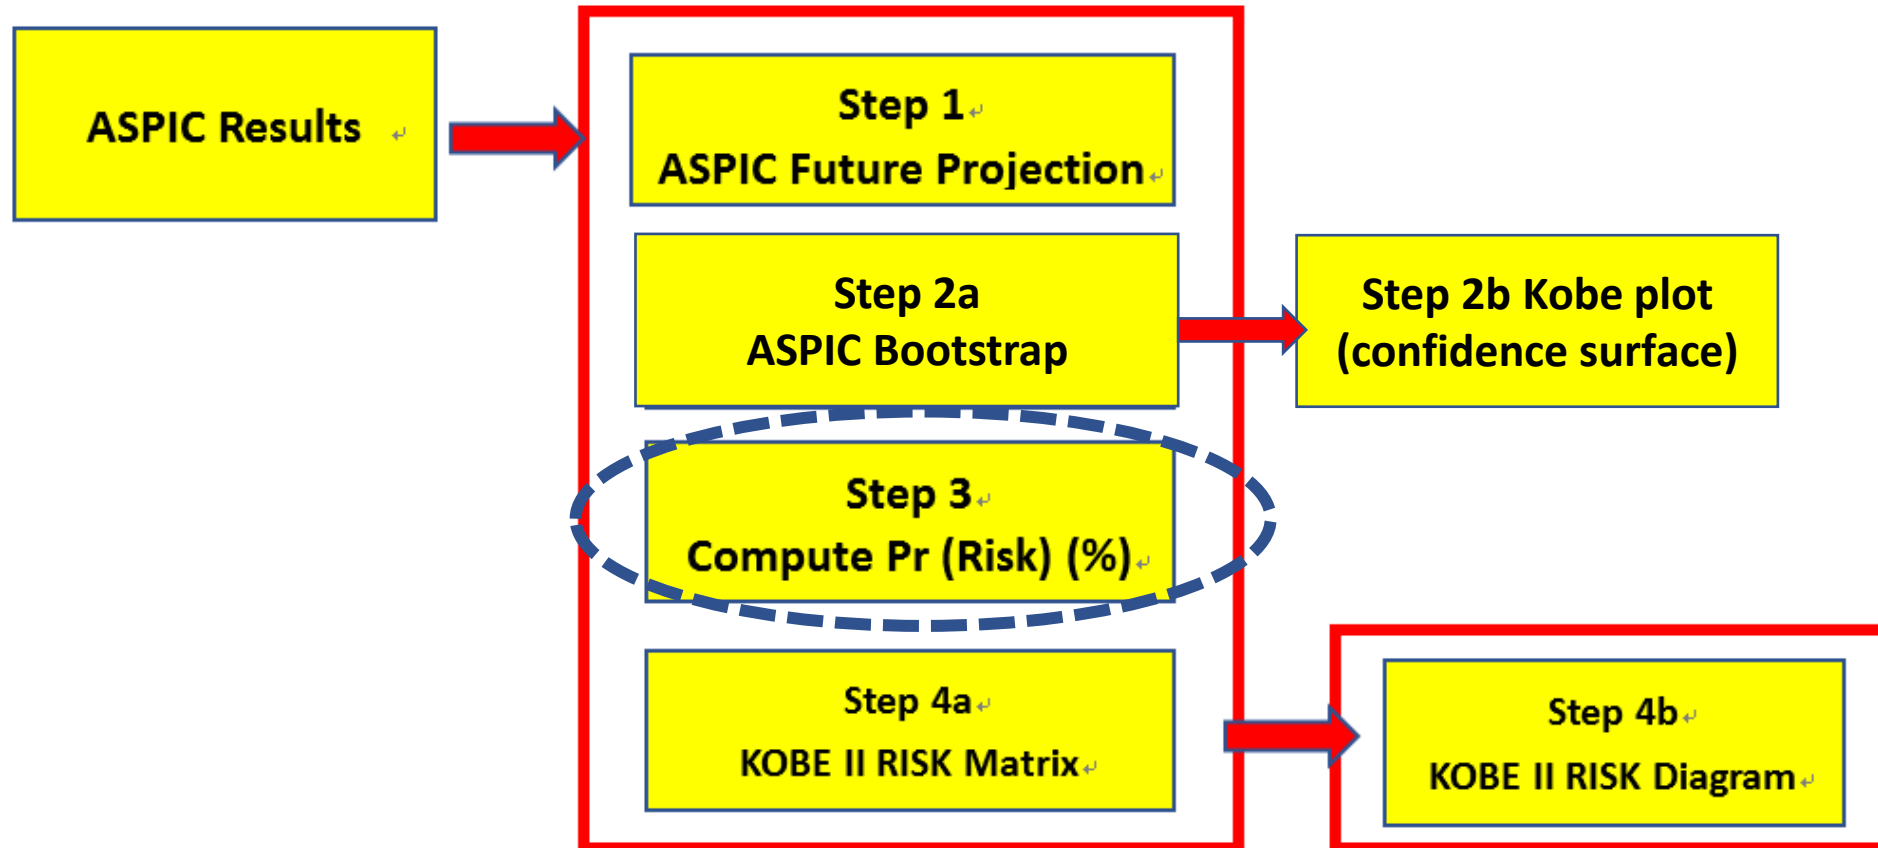 ASPIC Results
Step 1
ASPIC Future Projection
Step 2a
ASPIC Bootstrap
Step 2b Kobe plot
(confidence surface)
Step 3
Compute Pr (Risk) (%)
Step 4a
KOBE II RISK Matrix
Step 4b
KOBE II RISK Diagram